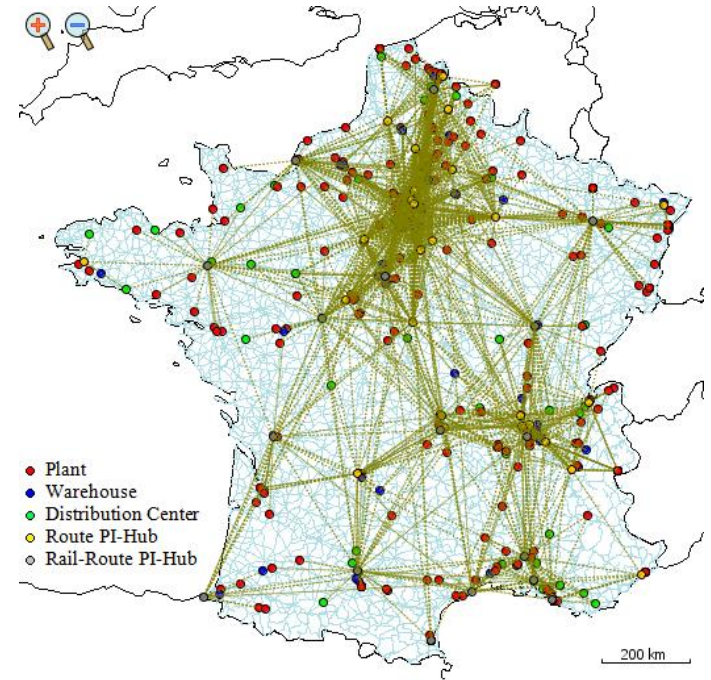 Plant
Warehouse
Distribution Center
Route PI-Hub
Rail-Route PI-Hub
200 km